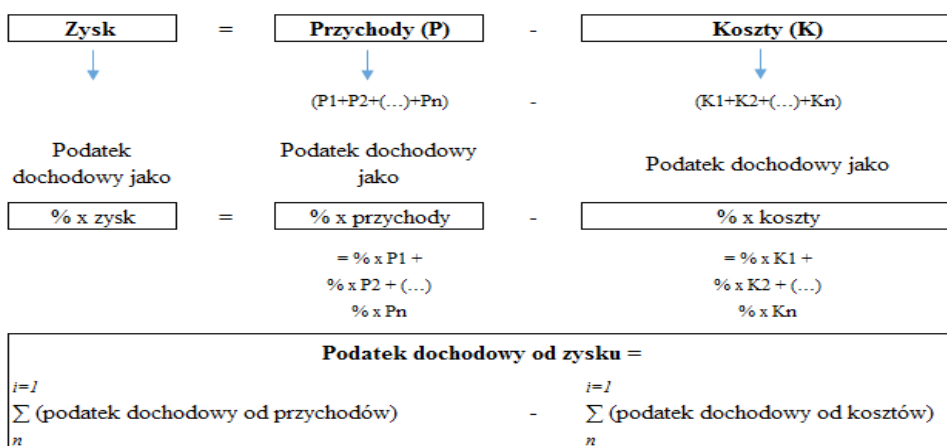 Zysk = Przychody (P) - Koszty (K)
(P1+P2+(…)+Pn) - (K1+K2+(…)+Kn)
Podatek dochodowy jako
Podatek dochodowy jako
Podatek dochodowy jako
% x zysk = % x przychody - % x koszty
= % x P1 + = % x K1 +
% x P2 + (…) % x K2 + (…)
% x Pn % x Kn
Podatek dochodowy od zysku =
i=1 i=1
∑ (podatek dochodowy od przychodów) - ∑ (podatek dochodowy od kosztów)
n n